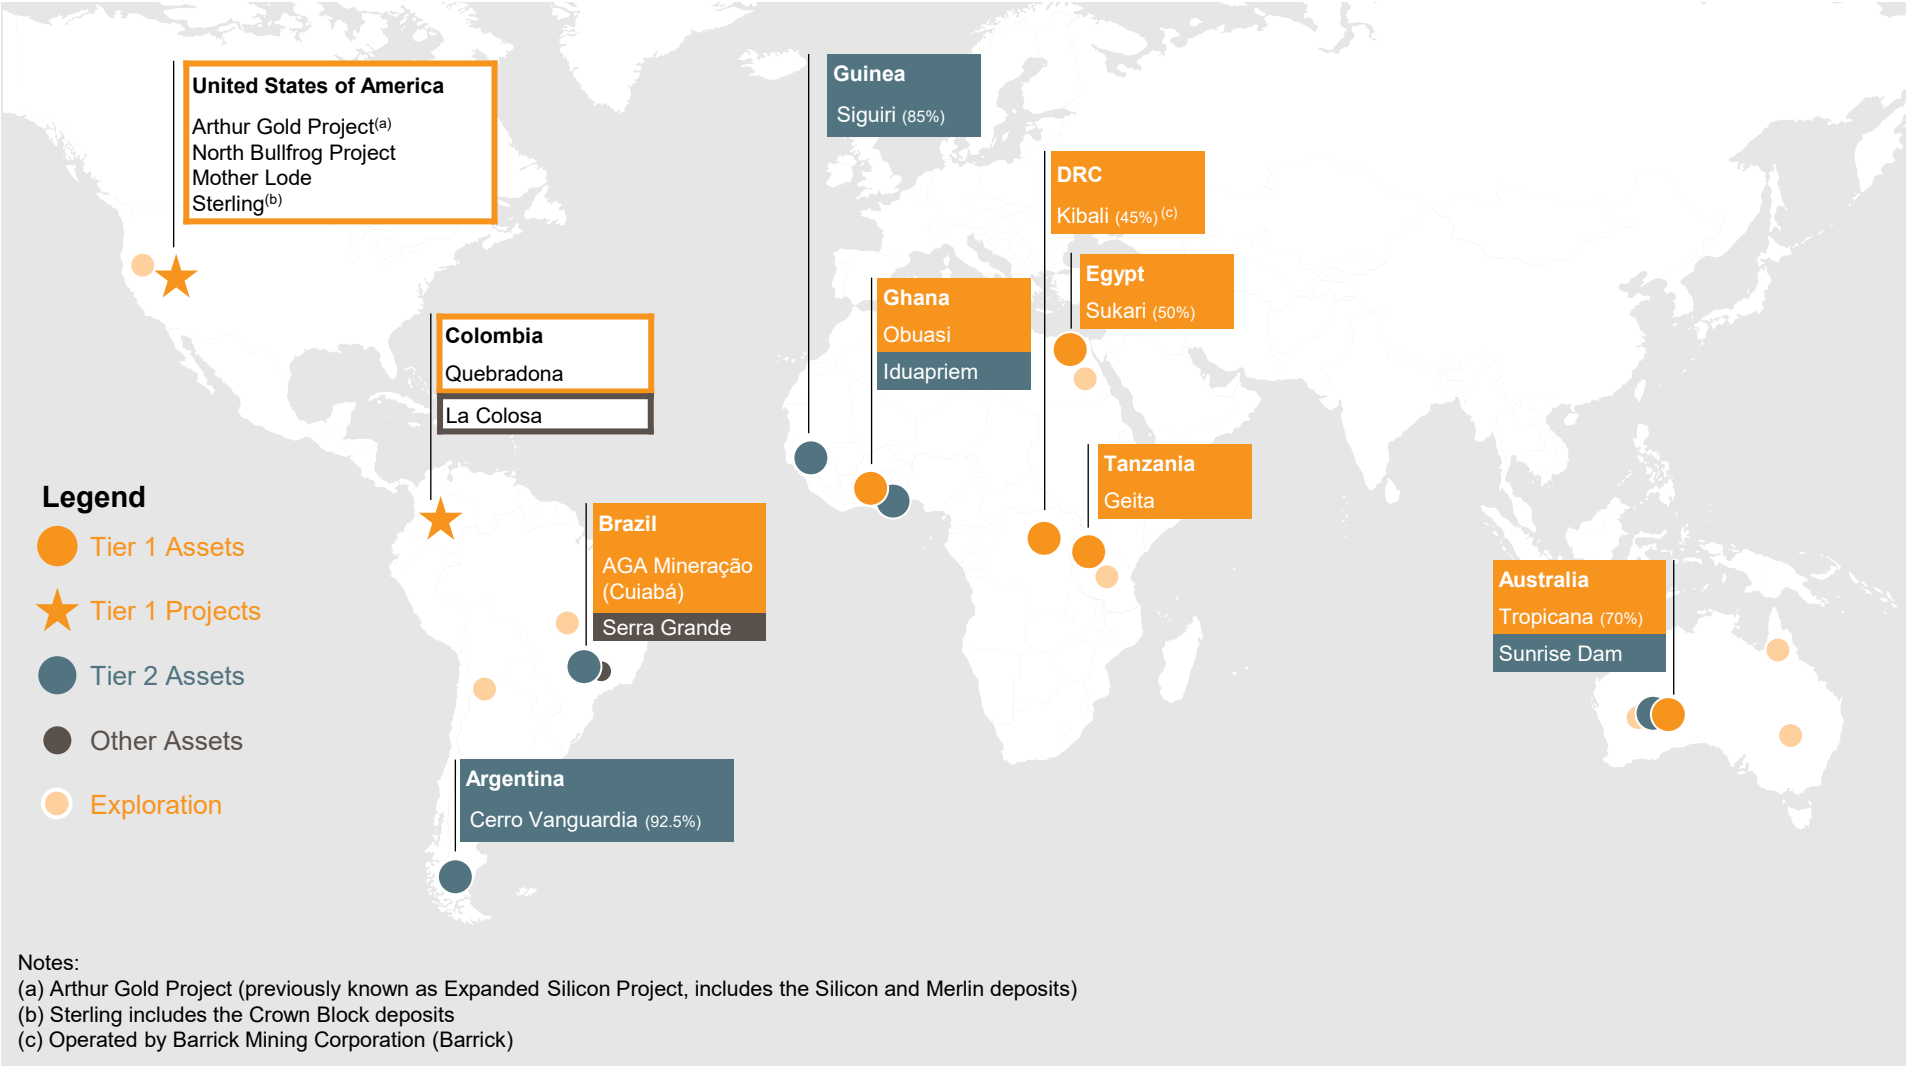 United States of America
Arthur Gold Project(a)
North Bullfrog Project
Mother Lode
Sterling(b)
Colombia
Quebradona
La Colosa
Guinea
Siguiri (85%)
DRC
Kibali (45%) (c)
Egypt
Sukari (50%)
Ghana
Obuasi
Iduapriem
Tanzania
Geita
Brazil
AGA Mineração
(Cuiabá)
Serra Grande
Australia
Tropicana (70%)
Sunrise Dam
Argentina
Cerro Vanguardia (92.5%)
Legend
Tier 1 Assets
Tier 1 Projects
Tier 2 Assets
Other Assets
Exploration
Notes:
(a) Arthur Gold Project (previously known as Expanded Silicon Project, includes the Silicon and Merlin deposits)
(b) Sterling includes the Crown Block deposits
(c) Operated by Barrick Mining Corporation (Barrick)